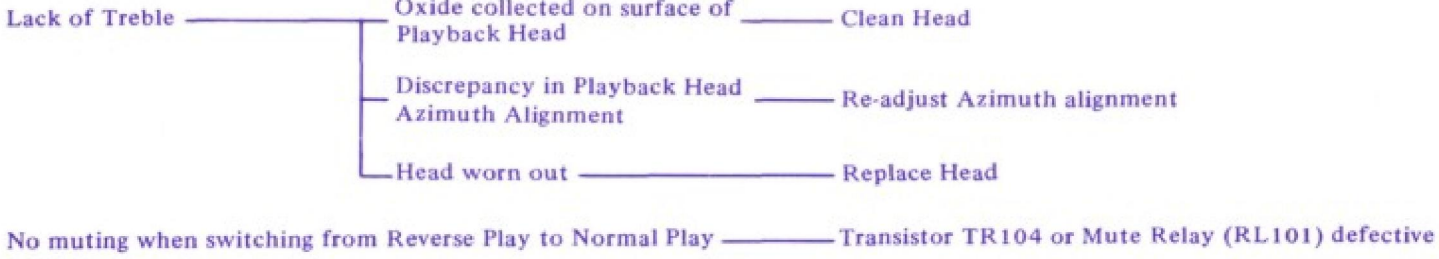 Lack of Treble
Oxide collected on surface of
Playback Head
Clean Head
Discrepancy in Playback Head
Azimuth Alignment
Re-adjust Azimuth alignment
Head worn out
Replace Head
No muting when switching from Reverse Play to Normal Play
Transistor TR104 or Mute Relay (RL101) defective